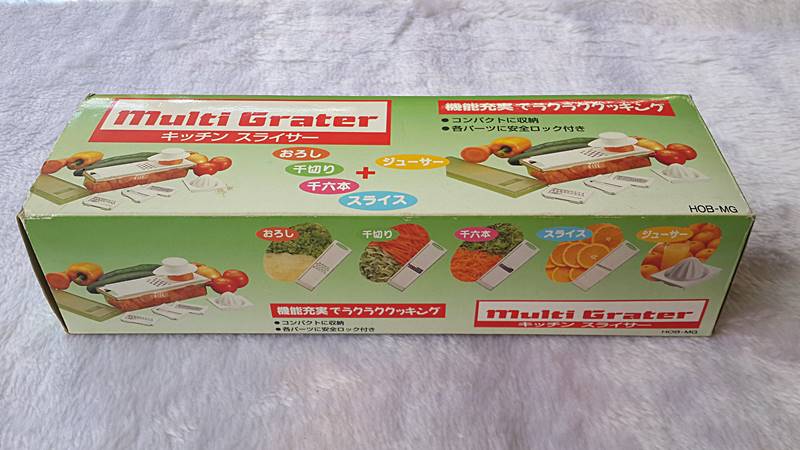 Multi Grater
キッチン スライサー
機能充実でラクラククッキング
●コンパクトに収納
●各パーツに安全ロック付き
おろし
千切り
千六本
スライス
+
ジューサー
HOB-MG
おろし
千切り
千六本
スライス
ジューサー
機能充実でラクラククッキング
●コンパクトに収納
●各パーツに安全ロック付き
Multi Grater
キッチン スライサー
HOB-MG